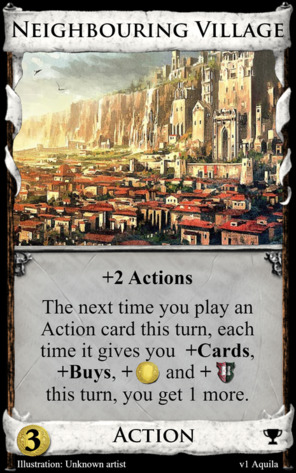 NEIGHBOURING VILLAGE
+2 Actions
The next time you play an
Action card this turn, each
time it gives you +Cards,
+Buys, + and +
this turn, you get 1 more.
3
ACTION
Illustration: Unknown artist
v1 Aquila